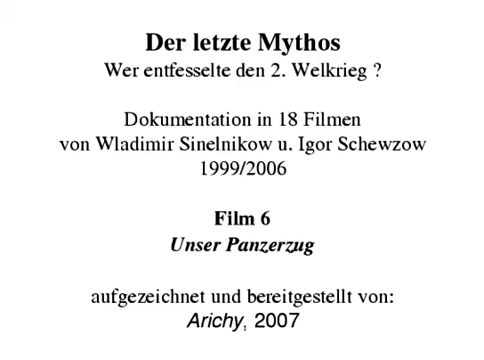 Der letzte Mythos
Wer entfesselte den 2. Welkrieg ?
Dokumentation in 18 Filmen
von Wladimir Sinelnikow u. Igor Schewzow
1999/2006
Film 6
Unser Panzerzug
aufgezeichnet und bereitgestellt von:
Arichy, 2007